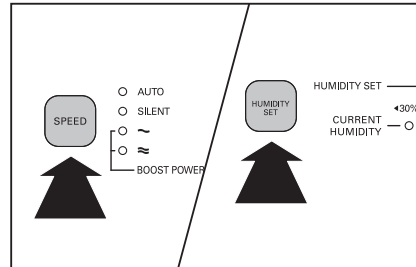 SPEED
AUTO
SILENT
~
≈
BOOST POWER
HUMIDITY
SET
HUMIDITY SET
◂30%
CURRENT
HUMIDITY